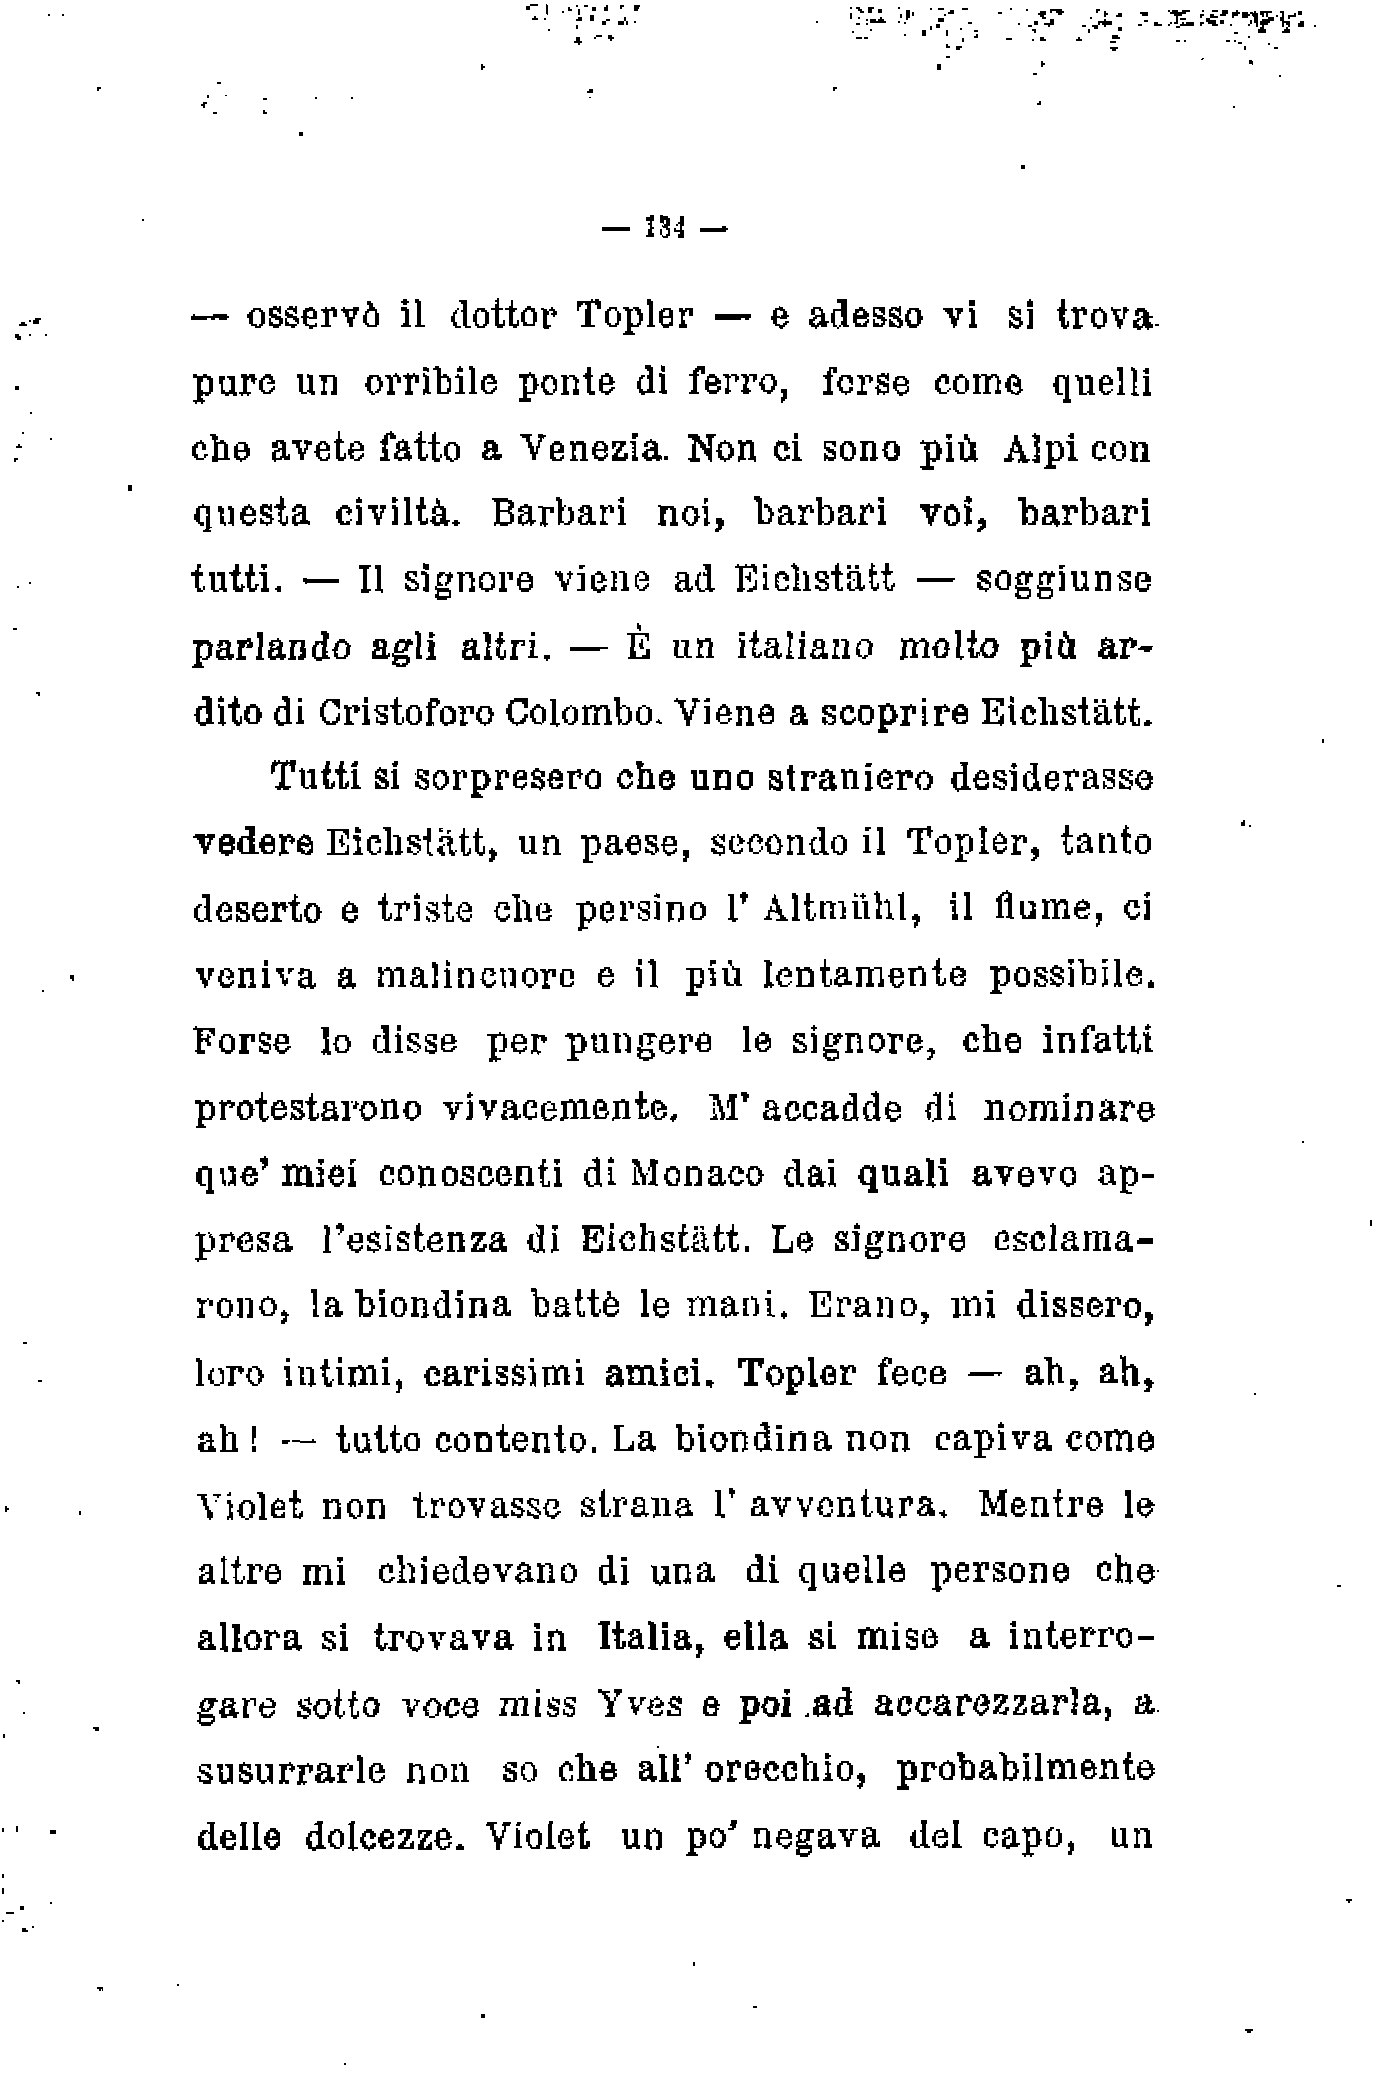 — 134 —
— osservò il dottor Topler — e adesso vi si trova
pure un orribile ponte di ferro, forse come quelli
che avete fatto a Venezia. Non ci sono più Alpi con
questa civiltà. Barbari noi, barbari voi, barbari
tutti. — Il signore viene ad Eichstätt — soggiunse
parlando agli altri. — È un italiano molto più ar-
dito di Cristoforo Colombo. Viene a scoprire Eichstätt.
Tutti si sorpresero che uno straniero desiderasse
vedere Eichstätt, un paese, secondo il Topler, tanto
deserto e triste che persino l' Altmühl, il fiume, ci
veniva a malincuore e il più lentamente possibile.
Forse lo disse per pungere le signore, che infatti
protestarono vivacemente. M' accadde di nominare
que' miei conoscenti di Monaco dai quali avevo ap-
presa l'esistenza di Eichstätt. Le signore esclama-
rono, la biondina battè le mani. Erano, mi dissero,
loro intimi, carissimi amici. Topler fece — ah, ah,
ah! — tutto contento. La biondina non capiva come
Violet non trovasse strana l' avventura. Mentre le
altre mi chiedevano di una di quelle persone che
allora si trovava in Italia, ella si mise a interro-
gare sotto voce miss Yves e poi ad accarezzarla, a
susurrarle non so che all' orecchio, probabilmente
delle dolcezze. Violet un po' negava del capo, un